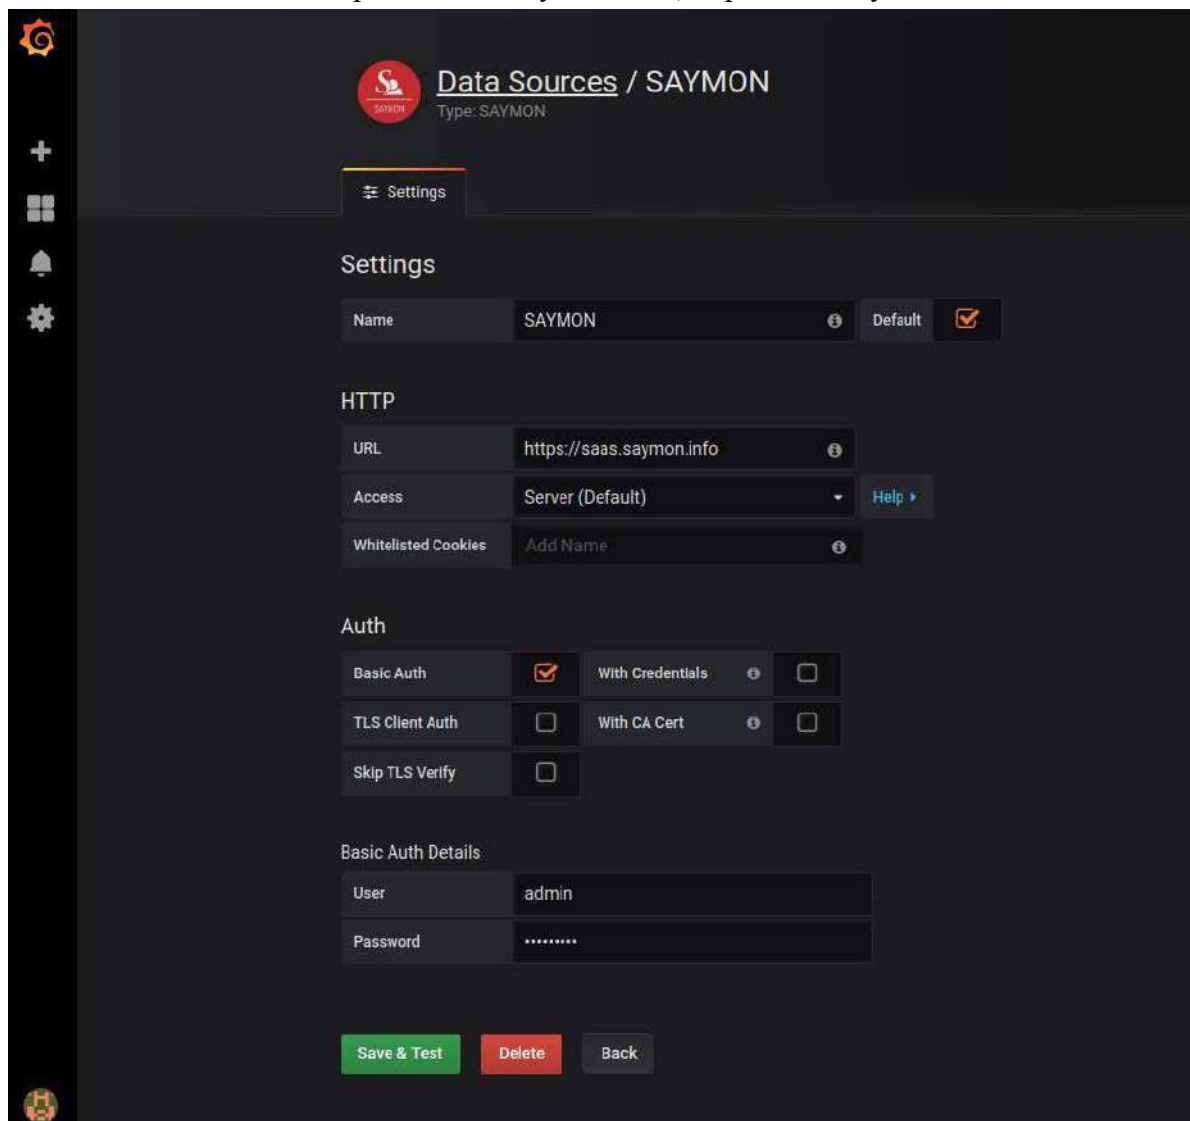 Data Sources / SAYMON
SAYMON
Type: SAYMON
Settings
Settings
Name SAYMON Default
HTTP
URL https://saas.saymon.info
Access Server (Default) Help
Whitelisted Cookies Add Name
Auth
Basic Auth With Credentials
TLS Client Auth With CA Cert
Skip TLS Verify
Basic Auth Details
User admin
Password •••••••••
Save & Test Delete Back